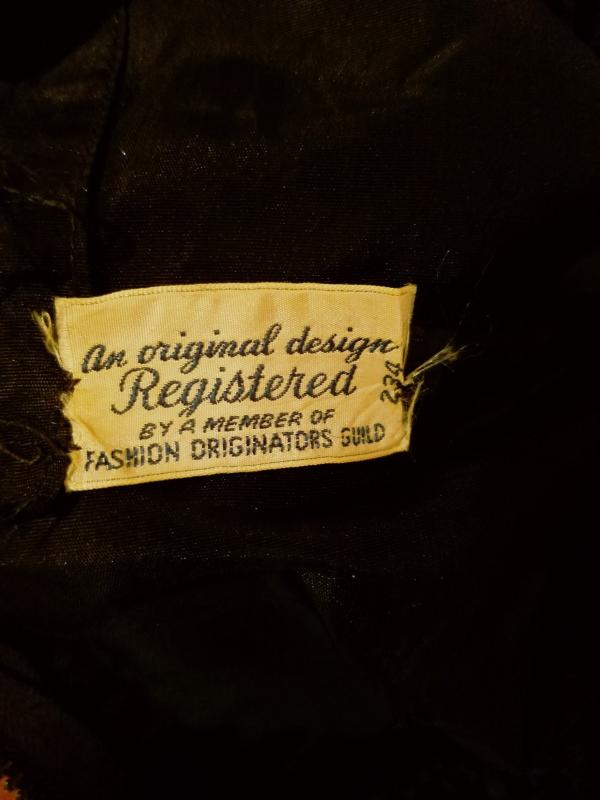 An original design
Registered
BY A MEMBER OF
FASHION ORIGINATORS GUILD
234